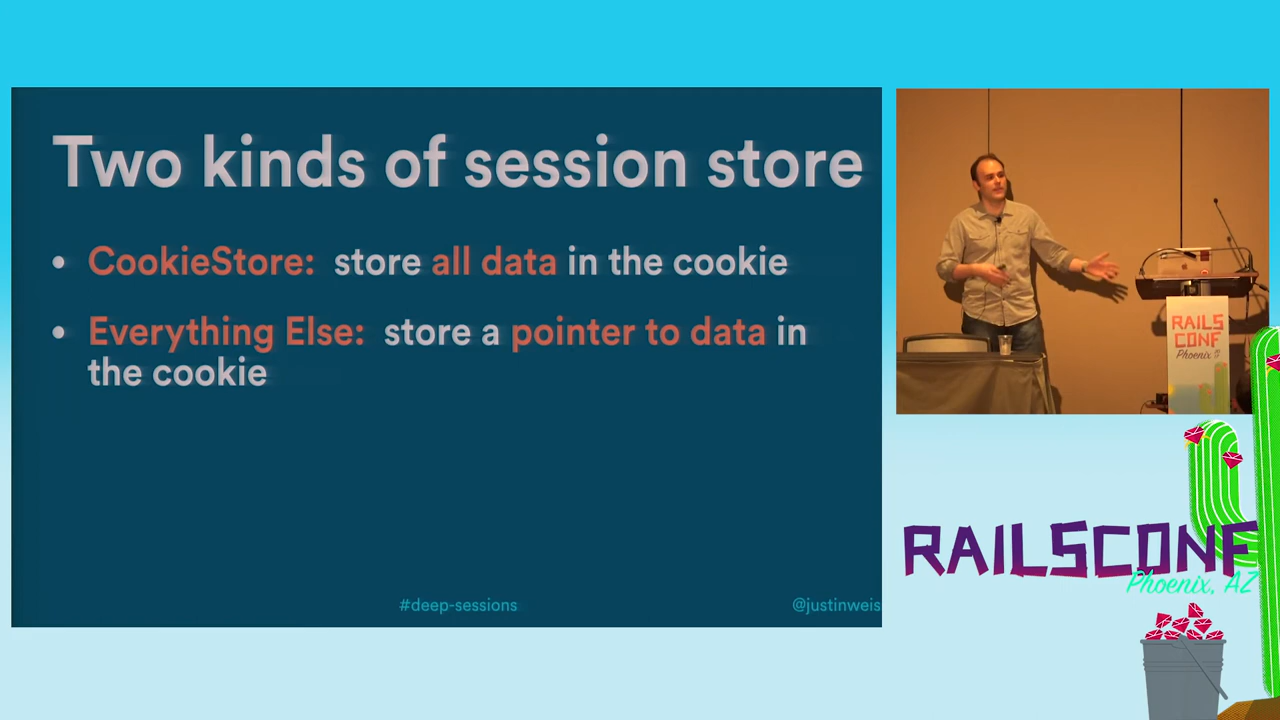 Two kinds of session store
• CookieStore: store all data in the cookie
• Everything Else: store a pointer to data in
the cookie
#deep-sessions
@justinweis
RAILS
CONF
Phoenix
RAILSCONF
Phoenix, AZ